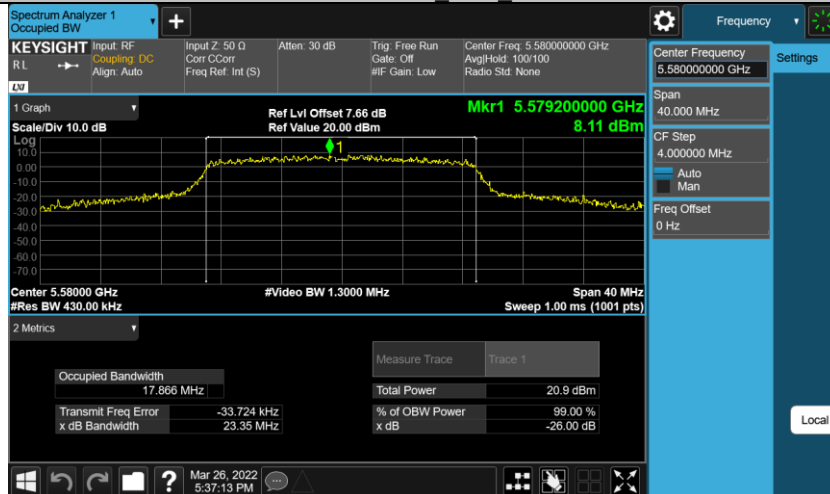 Spectrum Analyzer 1
Occupied BW
Frequency
KEYSIGHT
RL
LXI
Input: RF
Coupling: DC
Align: Auto
Input Z: 50 Ω
Corr CCorr
Freq Ref: Int (S)
Atten: 30 dB
Trig: Free Run
Gate: Off
#IF Gain: Low
Center Freq: 5.580000000 GHz
Avg|Hold: 100/100
Radio Std: None
Center Frequency
5.580000000 GHz
Settings
Span
40.000 MHz
CF Step
4.000000 MHz
Auto
Man
Freq Offset
0 Hz
Local
1 Graph
Scale/Div 10.0 dB
Ref Lvl Offset 7.66 dB
Ref Value 20.00 dBm
Mkr1 5.579200000 GHz
8.11 dBm
Log
10.0
0.00
-10.0
-20.0
-30.0
-40.0
-50.0
-60.0
-70.0
1
Center 5.58000 GHz
#Video BW 1.3000 MHz
Span 40 MHz
#Res BW 430.00 kHz
Sweep 1.00 ms (1001 pts)
2 Metrics
Measure Trace
Trace 1
Occupied Bandwidth
17.866 MHz
Total Power
20.9 dBm
Transmit Freq Error
-33.724 kHz
% of OBW Power
99.00 %
x dB Bandwidth
23.35 MHz
x dB
-26.00 dB
?
Mar 26, 2022
5:37:13 PM